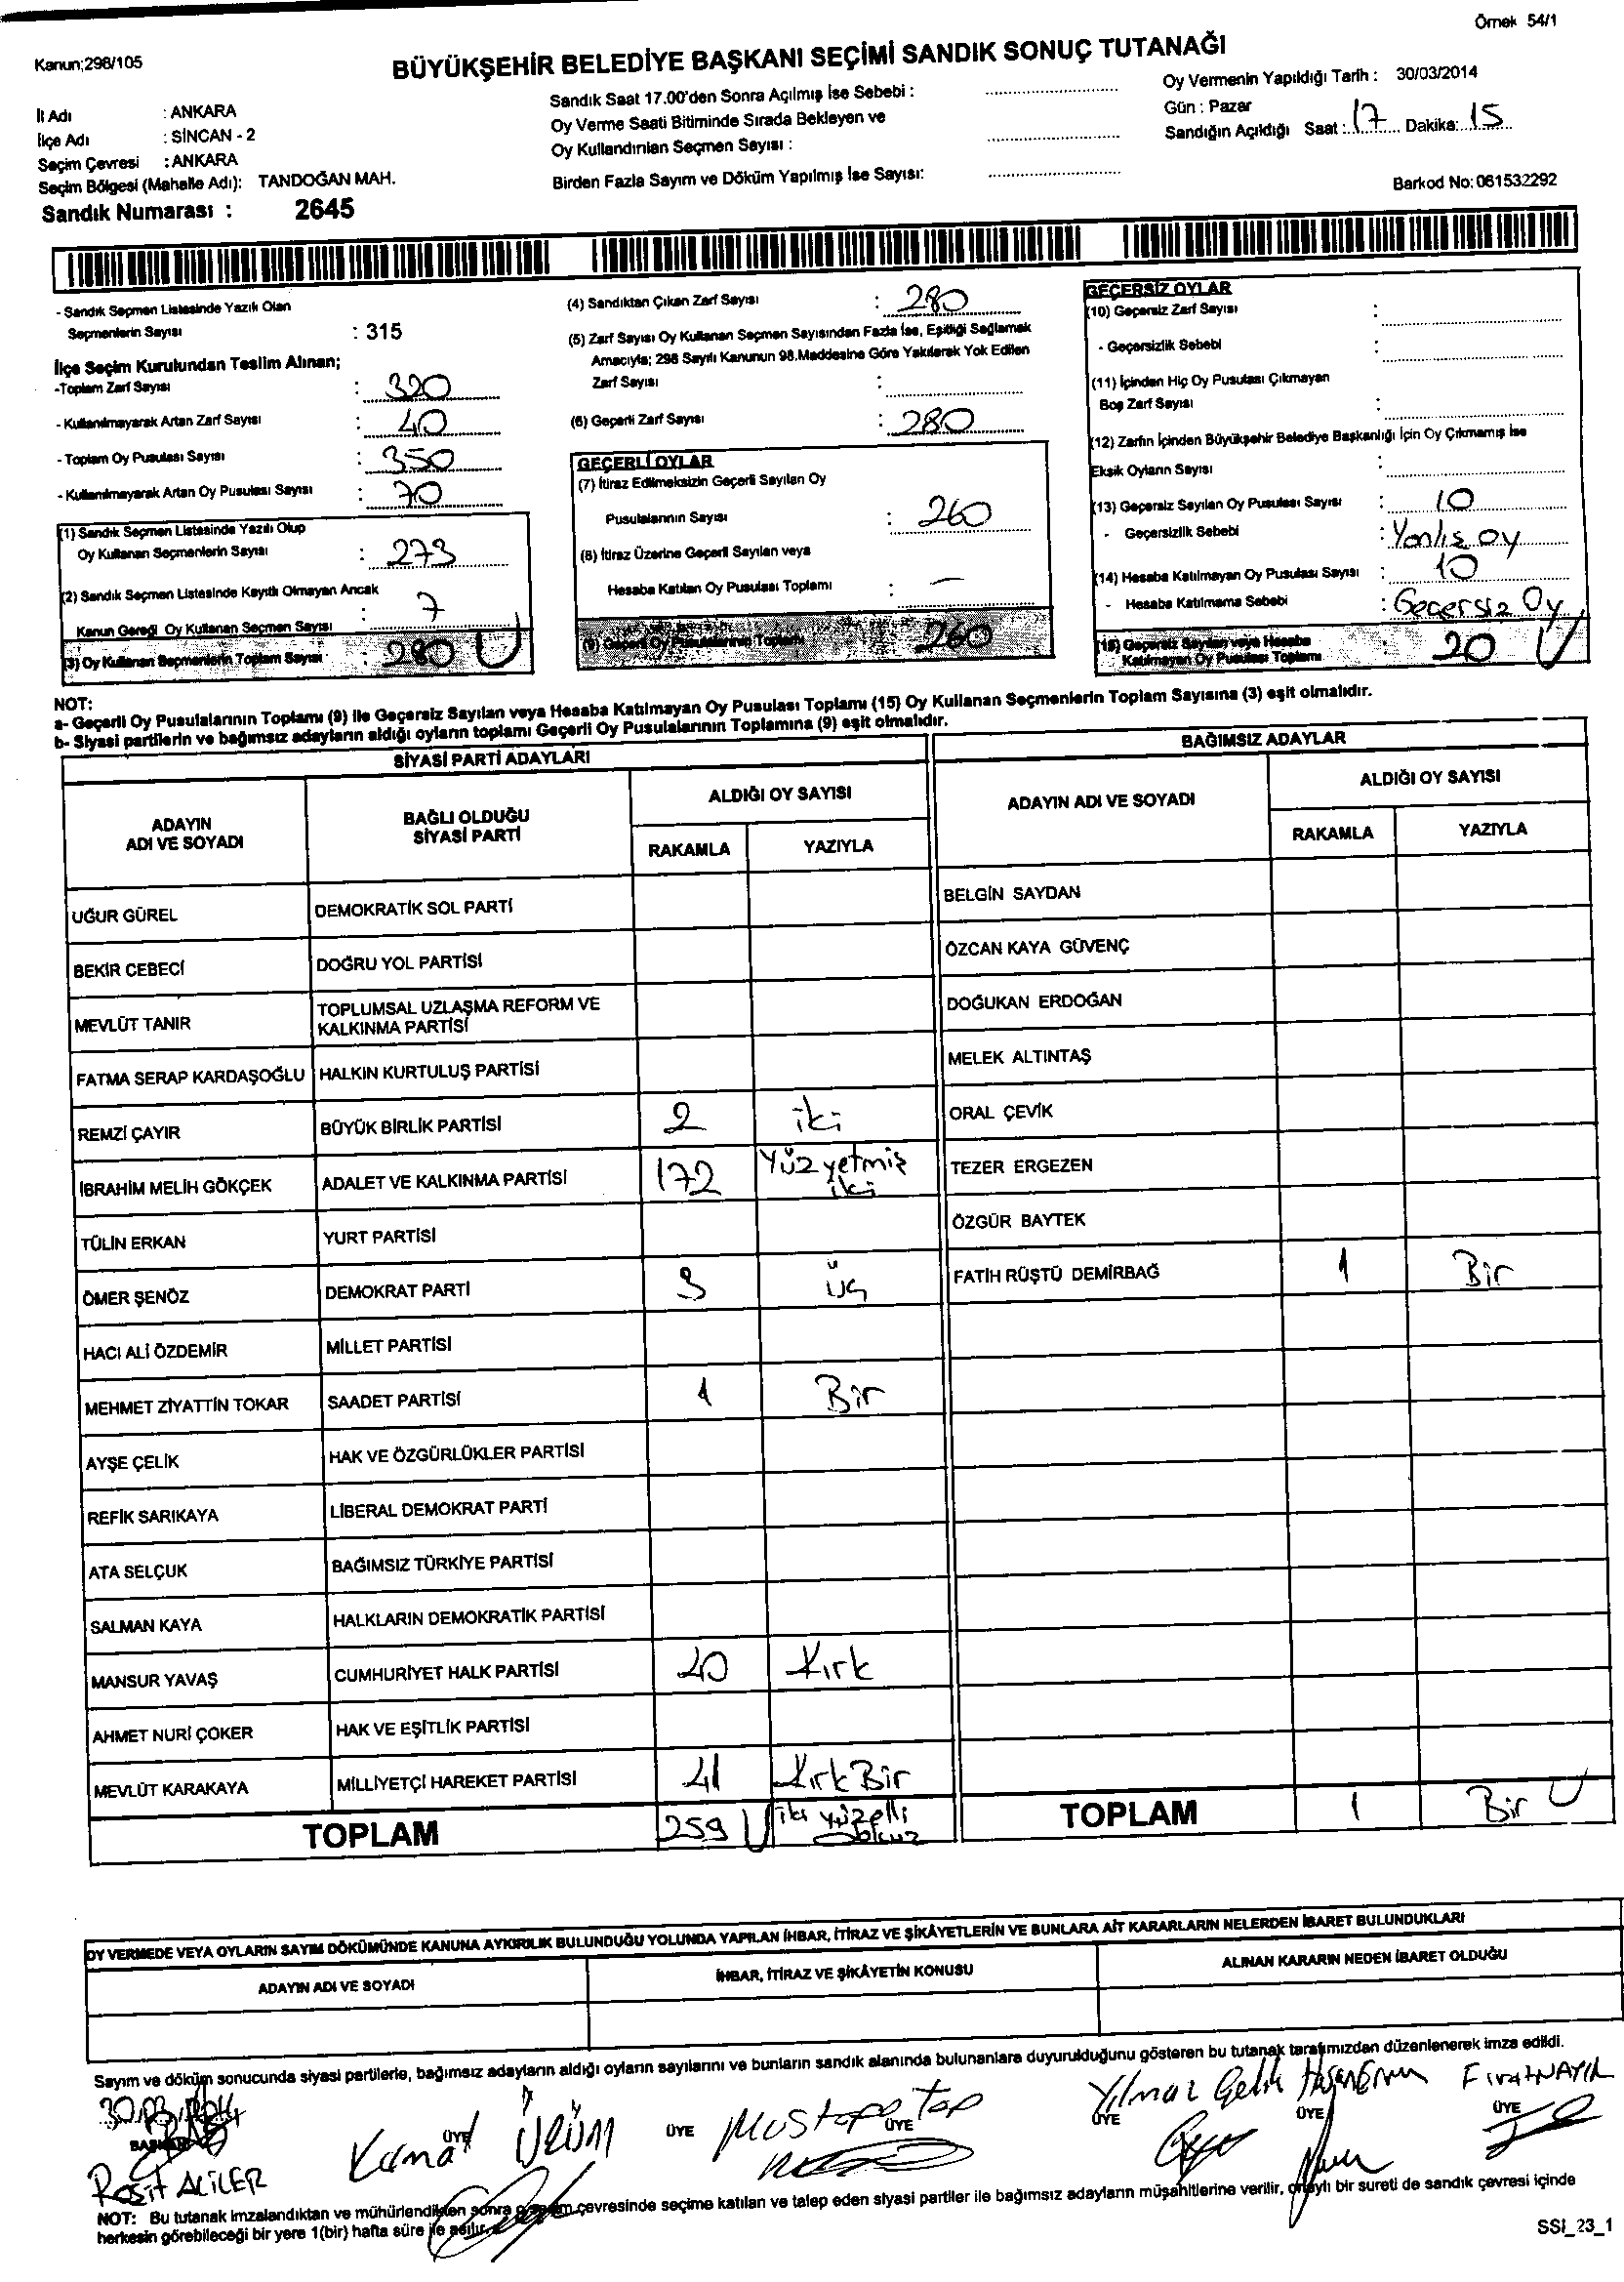 Örnek 54/1
Kanun;298/105
BÜYÜKŞEHİR BELEDİYE BAŞKANI SEÇİMİ SANDIK SONUÇ TUTANAĞI
İl Adı : ANKARA
İlçe Adı : SİNCAN - 2
Seçim Çevresi : ANKARA
Seçim Bölgesi (Mahalle Adı): TANDOĞAN MAH.
Sandık Numarası : 2645
Sandık Saat 17.00'den Sonra Açılmış İse Sebebi :
Oy Verme Saati Bitiminde Sırada Bekleyen ve
Oy Kullandırılan Seçmen Sayısı :
Birden Fazla Sayım ve Döküm Yapılmış İse Sayısı:
Oy Vermenin Yapıldığı Tarih : 30/03/2014
Gün : Pazar
Sandığın Açıldığı Saat : 17 Dakika: 15
Barkod No: 061532292
- Sandık Seçmen Listesinde Yazılı Olan
Seçmenlerin Sayısı : 315
İlçe Seçim Kurulundan Teslim Alınan;
-Toplam Zarf Sayısı : 320
- Kullanılmayarak Artan Zarf Sayısı : 40
- Toplam Oy Pusulası Sayısı : 350
- Kullanılmayarak Artan Oy Pusulası Sayısı : 70
(1) Sandık Seçmen Listesinde Yazılı Olup
Oy Kullanan Seçmenlerin Sayısı : 273
(2) Sandık Seçmen Listesinde Kayıtlı Olmayan Ancak
Kanun Gereği Oy Kullanan Seçmen Sayısı : 7
(3) Oy Kullanan Seçmenlerin Toplam Sayısı : 280
(4) Sandıktan Çıkan Zarf Sayısı : 280
(5) Zarf Sayısı Oy Kullanan Seçmen Sayısından Fazla İse, Eşitliği Sağlamak
Amacıyla; 298 Sayılı Kanunun 98.Maddesine Göre Yakılarak Yok Edilen
Zarf Sayısı :
(6) Geçerli Zarf Sayısı : 280
GEÇERLİ OYLAR
(7) İtiraz Edilmeksizin Geçerli Sayılan Oy
Pusulalarının Sayısı : 260
(8) İtiraz Üzerine Geçerli Sayılan veya
Hesaba Katılan Oy Pusulası Toplamı : —
(9) Geçerli Oy Pusulalarının Toplamı 260
GEÇERSİZ OYLAR
(10) Geçersiz Zarf Sayısı :
- Geçersizlik Sebebi :
(11) İçinden Hiç Oy Pusulası Çıkmayan
Boş Zarf Sayısı :
(12) Zarfın İçinden Büyükşehir Belediye Başkanlığı İçin Oy Çıkmamış İse
Eksik Oyların Sayısı :
(13) Geçersiz Sayılan Oy Pusulası Sayısı : 10
- Geçersizlik Sebebi : Yanlış oy
(14) Hesaba Katılmayan Oy Pusulası Sayısı : 10
- Hesaba Katılmama Sebebi : Geçersiz Oy
(15) Geçersiz Sayılan veya Hesaba
Katılmayan Oy Pusulası Toplamı : 20
NOT:
a- Geçerli Oy Pusulalarının Toplamı (9) ile Geçersiz Sayılan veya Hesaba Katılmayan Oy Pusulası Toplamı (15) Oy Kullanan Seçmenlerin Toplam Sayısına (3) eşit olmalıdır.
b- Siyasi partilerin ve bağımsız adayların aldığı oyların toplamı Geçerli Oy Pusulalarının Toplamına (9) eşit olmalıdır.
SİYASİ PARTİ ADAYLARI
ADAYIN ADI VE SOYADI BAĞLI OLDUĞU SİYASİ PARTİ ALDIĞI OY SAYISI
RAKAMLA YAZIYLA
UĞUR GÜREL DEMOKRATİK SOL PARTİ
BEKİR CEBECİ DOĞRU YOL PARTİSİ
MEVLÜT TANIR TOPLUMSAL UZLAŞMA REFORM VE
KALKINMA PARTİSİ
FATMA SERAP KARDAŞOĞLU HALKIN KURTULUŞ PARTİSİ
REMZİ ÇAYIR BÜYÜK BİRLİK PARTİSİ 2 iki
İBRAHİM MELİH GÖKÇEK ADALET VE KALKINMA PARTİSİ 172 Yüz yetmiş
iki
TÜLİN ERKAN YURT PARTİSİ
ÖMER ŞENÖZ DEMOKRAT PARTİ 3 üç
HACI ALİ ÖZDEMİR MİLLET PARTİSİ
MEHMET ZİYATTİN TOKAR SAADET PARTİSİ 1 Bir
AYŞE ÇELİK HAK VE ÖZGÜRLÜKLER PARTİSİ
REFİK SARIKAYA LİBERAL DEMOKRAT PARTİ
ATA SELÇUK BAĞIMSIZ TÜRKİYE PARTİSİ
SALMAN KAYA HALKLARIN DEMOKRATİK PARTİSİ
MANSUR YAVAŞ CUMHURİYET HALK PARTİSİ 40 Kırk
AHMET NURİ ÇOKER HAK VE EŞİTLİK PARTİSİ
MEVLÜT KARAKAYA MİLLİYETÇİ HAREKET PARTİSİ 41 Kırk Bir
TOPLAM 259 iki yüzelli
Dokuz
BAĞIMSIZ ADAYLAR
ADAYIN ADI VE SOYADI ALDIĞI OY SAYISI
RAKAMLA YAZIYLA
BELGİN SAYDAN
ÖZCAN KAYA GÜVENÇ
DOĞUKAN ERDOĞAN
MELEK ALTINTAŞ
ORAL ÇEVİK
TEZER ERGEZEN
ÖZGÜR BAYTEK
FATİH RÜŞTÜ DEMİRBAĞ 1 Bir
TOPLAM 1 Bir
OY VERMEDE VEYA OYLARIN SAYIM DÖKÜMÜNDE KANUNA AYKIRILIK BULUNDUĞU YOLUNDA YAPILAN İHBAR, İTİRAZ VE ŞİKÂYETLERİN VE BUNLARA AİT KARARLARIN NELERDEN İBARET BULUNDUKLARI
ADAYIN ADI VE SOYADI İHBAR, İTİRAZ VE ŞİKÂYETİN KONUSU ALINAN KARARIN NEDEN İBARET OLDUĞU
Sayım ve döküm sonucunda siyasi partilerle, bağımsız adayların aldığı oyların sayılarını ve bunların sandık alanında bulunanlara duyurulduğunu gösteren bu tutanak tarafımızdan düzenlenerek imza edildi.
30.03.2014
BAŞKAN ÜYE ÜYE ÜYE ÜYE ÜYE ÜYE
Raşit ALİLER Mustafa Top Yılmaz Çelik Fırat NAYIR
NOT: Bu tutanak imzalandıktan ve mühürlendikten sonra o seçim çevresinde seçime katılan ve talep eden siyasi partiler ile bağımsız adayların müşahitlerine verilir, onaylı bir sureti de sandık çevresi içinde
herkesin görebileceği bir yere 1(bir) hafta süre ile asılır.
SSİ_23_1